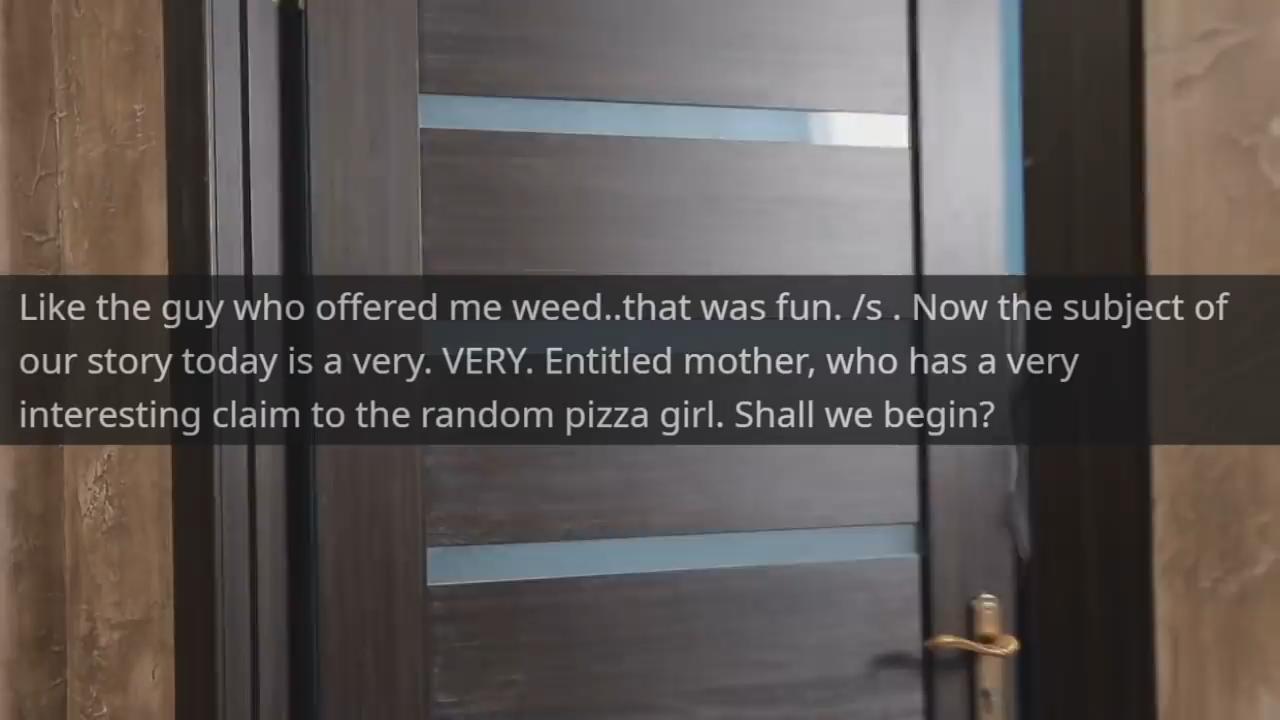 Like the guy who offered me weed..that was fun. /s . Now the subject of
our story today is a very. VERY. Entitled mother, who has a very
interesting claim to the random pizza girl. Shall we begin?